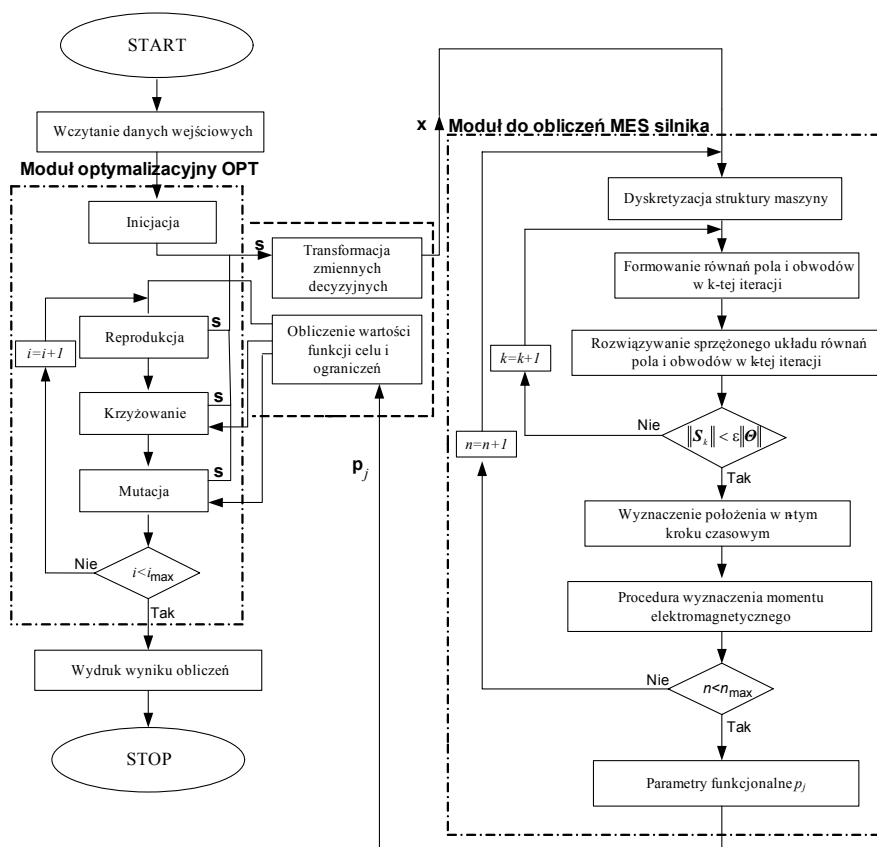 START
Wczytanie danych wejściowych
Moduł optymalizacyjny OPT
Inicjacja
s
Transformacja
zmiennych
decyzyjnych
Reprodukcja
s
Obliczenie wartości
funkcji celu i
ograniczeń
i=i+1
Krzyżowanie
s
Mutacja
s
Nie
i<i_max
Tak
Wydruk wyniku obliczeń
STOP
x
p_j
Moduł do obliczeń MES silnika
Dyskretyzacja struktury maszyny
Formowanie równań pola i obwodów
w k-tej iteracji
Rozwiązywanie sprzężonego układu równań
pola i obwodów w k-tej iteracji
k=k+1
Nie
‖S_k‖ < ε‖Θ‖
Tak
n=n+1
Wyznaczenie położenia w n-tym
kroku czasowym
Procedura wyznaczenia momentu
elektromagnetycznego
Nie
n<n_max
Tak
Parametry funkcjonalne p_j